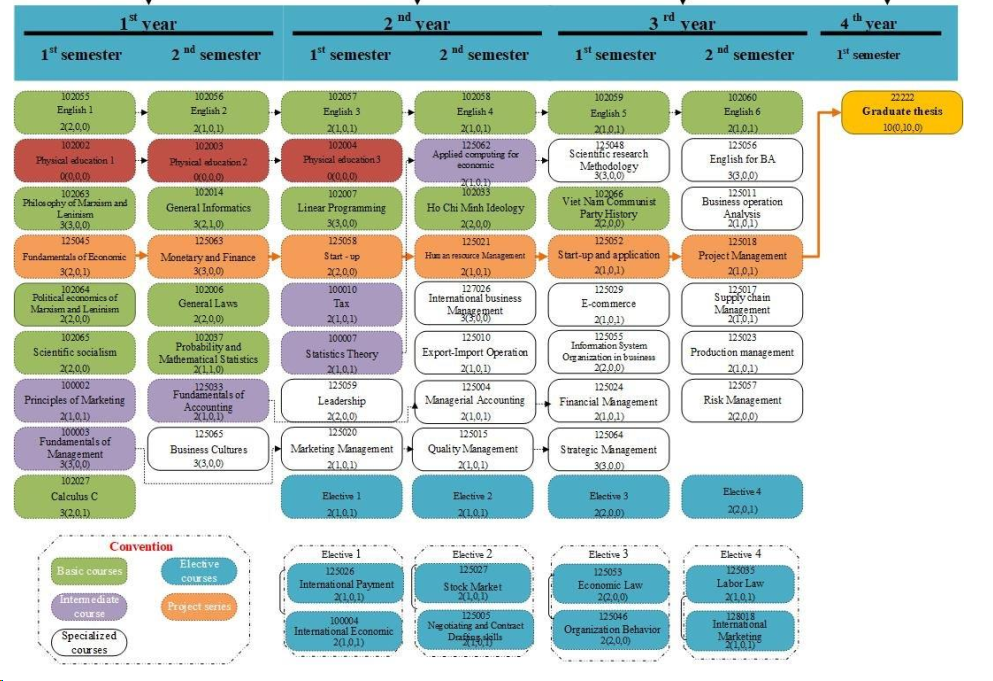 1st year
2nd year
3rd year
4th year
1st semester
2nd semester
1st semester
2nd semester
1st semester
2nd semester
1st semester
102055
English 1
2(2,0,0)
102056
English 2
2(1,0,1)
102057
English 3
2(1,0,1)
102058
English 4
2(1,0,1)
102059
English 5
2(1,0,1)
102060
English 6
2(1,0,1)
22222
Graduate thesis
10(0,10,0)
102002
Physical education 1
0(0,0,0)
102003
Physical education 2
0(0,0,0)
102004
Physical education 3
0(0,0,0)
125062
Applied computing for
economic
2(1,0,1)
125048
Scientific research
Methodology
3(3,0,0)
125056
English for BA
3(3,0,0)
102063
Philosophy of Marxism and
Leninism
3(3,0,0)
102014
General Informatics
3(2,1,0)
102007
Linear Programming
3(3,0,0)
102033
Ho Chi Minh Ideology
2(2,0,0)
102066
Viet Nam Communist
Party History
2(2,0,0)
125011
Business operation
Analysis
2(1,0,1)
125045
Fundamentals of Economic
3(2,0,1)
125063
Monetary and Finance
3(3,0,0)
125058
Start - up
2(2,0,0)
125021
Human resource Management
2(1,0,1)
125052
Start-up and application
2(1,0,1)
125018
Project Management
2(1,0,1)
102064
Political economics of
Marxism and Leninism
2(2,0,0)
102006
General Laws
2(2,0,0)
100010
Tax
2(1,0,1)
127026
International business
Management
3(3,0,0)
125029
E-commerce
2(1,0,1)
125017
Supply chain
Management
2(1,0,1)
102065
Scientific socialism
2(2,0,0)
102037
Probability and
Mathematical Statistics
2(1,1,0)
100007
Statistics Theory
2(1,0,1)
125010
Export-Import Operation
2(1,0,1)
125055
Information System
Organization in business
2(2,0,0)
125023
Production management
2(1,0,1)
100002
Principles of Marketing
2(1,0,1)
125033
Fundamentals of
Accounting
2(1,0,1)
125059
Leadership
2(2,0,0)
125004
Managerial Accounting
2(1,0,1)
125024
Financial Management
2(1,0,1)
125057
Risk Management
2(2,0,0)
100003
Fundamentals of
Management
3(3,0,0)
125065
Business Cultures
3(3,0,0)
125020
Marketing Management
2(1,0,1)
125015
Quality Management
2(1,0,1)
125064
Strategic Management
3(3,0,0)
102027
Calculus C
3(2,0,1)
Elective 1
2(1,0,1)
Elective 2
2(1,0,1)
Elective 3
2(2,0,0)
Elective 4
2(2,0,1)
Convention
Basic courses
Elective
courses
Intermediate
course
Project series
Specialized
courses
Elective 1
125026
International Payment
2(1,0,1)
100004
International Economic
2(1,0,1)
Elective 2
125027
Stock Market
2(1,0,1)
125005
Negotiating and Contract
Drafting skills
2(1,0,1)
Elective 3
125053
Economic Law
2(2,0,0)
125046
Organization Behavior
2(2,0,0)
Elective 4
125035
Labor Law
2(1,0,1)
128018
International
Marketing
2(1,0,1)